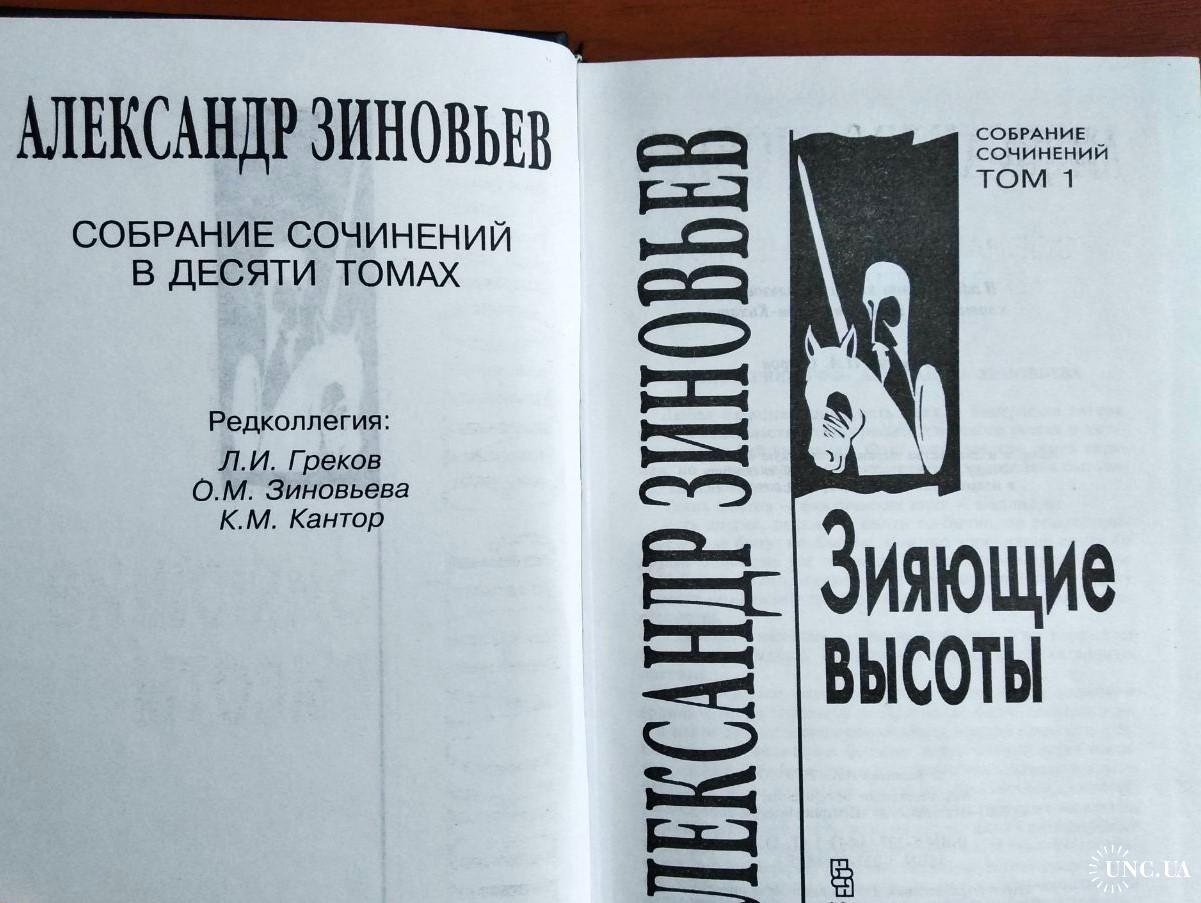 АЛЕКСАНДР ЗИНОВЬЕВ
СОБРАНИЕ СОЧИНЕНИЙ
В ДЕСЯТИ ТОМАХ
Редколлегия:
Л.И. Греков
О.М. Зиновьева
К.М. Кантор
ЛЕКСАНДР ЗИНОВЬЕВ
СОБРАНИЕ
СОЧИНЕНИЙ
ТОМ 1
Зияющие
высоты
UNC.UA